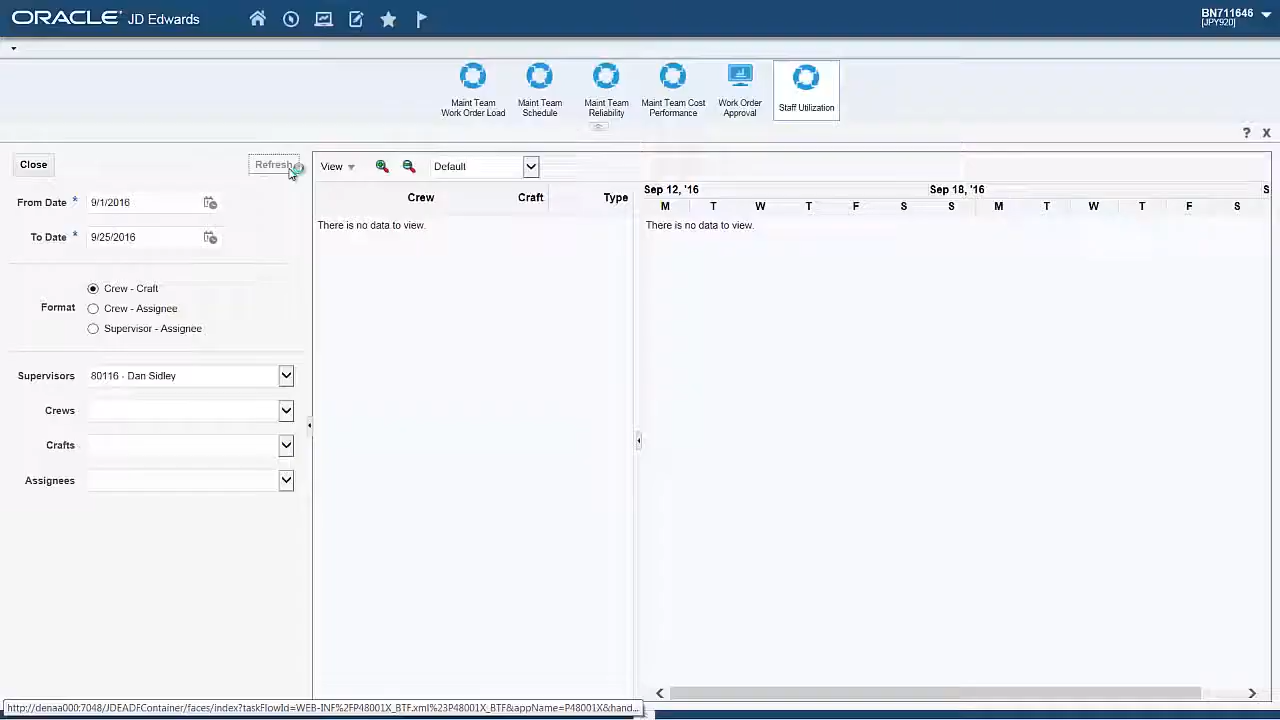 ORACLE JD Edwards
BN711646
[JPY920]
Maint Team Work Order Load
Maint Team Schedule
Maint Team Reliability
Maint Team Cost Performance
Work Order Approval
Staff Utilization
? X
Close
Refresh
From Date * 9/1/2016
To Date * 9/25/2016
Format
Crew - Craft
Crew - Assignee
Supervisor - Assignee
Supervisors 80116 - Dan Sidley
Crews
Crafts
Assignees
View Default
Crew Craft Type
There is no data to view.
Sep 12, '16 Sep 18, '16 S
M T W T F S S M T W T F S
There is no data to view.
http://denaa000:7048/JDEADFContainer/faces/index?taskFlowId=WEB-INF%2FP48001X_BTF.xml%23P48001X_BTF&appName=P48001X&hand...